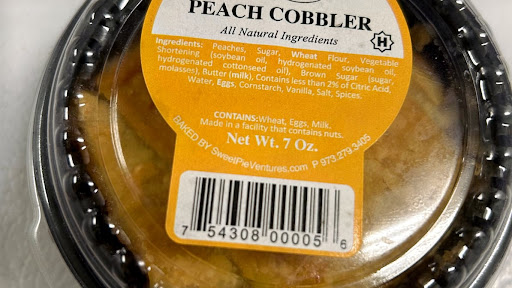 PEACH COBBLER
All Natural Ingredients
H
Ingredients: Peaches, Sugar, Wheat Flour, Vegetable
Shortening (soybean oil, hydrogenated soybean oil,
hydrogenated cottonseed oil), Brown Sugar (sugar,
molasses), Butter (milk). Contains less than 2% of Citric Acid,
Water, Eggs, Cornstarch, Vanilla, Salt, Spices.
CONTAINS:Wheat, Eggs, Milk.
Made in a facility that contains nuts.
Net Wt. 7 Oz.
BAKED BY SweetPieVentures.com P 973.279.3405
7 54308 00005 6